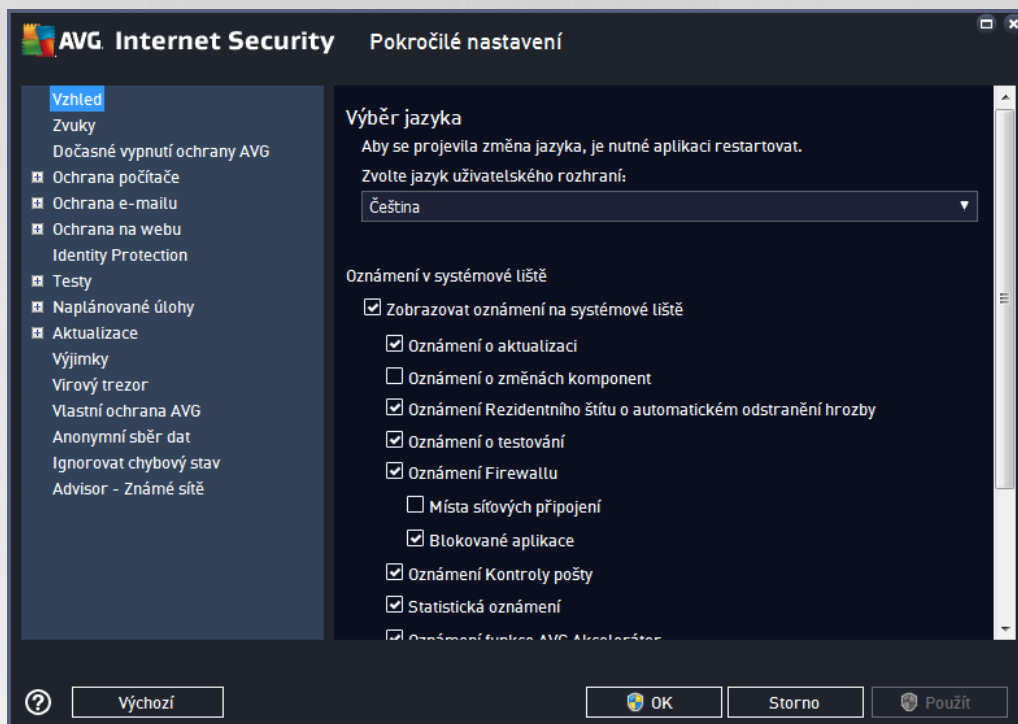 AVG. Internet Security Pokročilé nastavení
Vzhled
Zvuky
Dočasné vypnutí ochrany AVG
Ochrana počítače
Ochrana e-mailu
Ochrana na webu
Identity Protection
Testy
Naplánované úlohy
Aktualizace
Výjimky
Virový trezor
Vlastní ochrana AVG
Anonymní sběr dat
Ignorovat chybový stav
Advisor - Známé sítě
Výběr jazyka
Aby se projevila změna jazyka, je nutné aplikaci restartovat.
Zvolte jazyk uživatelského rozhraní:
Čeština
Oznámení v systémové liště
Zobrazovat oznámení na systémové liště
Oznámení o aktualizaci
Oznámení o změnách komponent
Oznámení Rezidentního štítu o automatickém odstranění hrozby
Oznámení o testování
Oznámení Firewallu
Místa síťových připojení
Blokované aplikace
Oznámení Kontroly pošty
Statistická oznámení
Oznámení funkce AVG Akcelerátor
Výchozí
OK
Storno
Použít